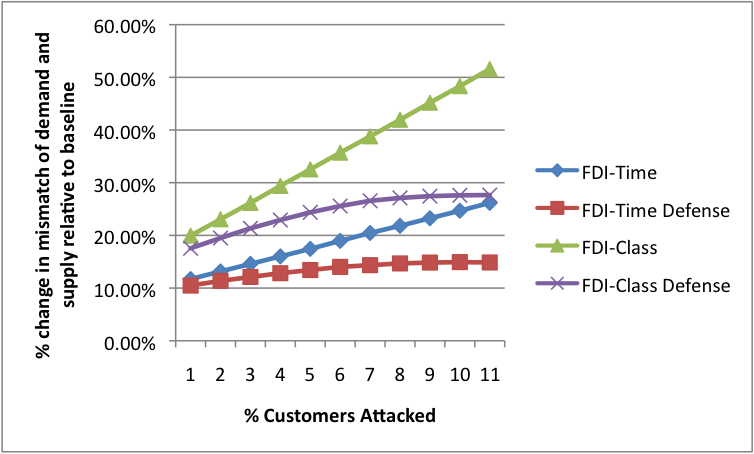 % change in mismatch of demand and
supply relative to baseline
60.00%
50.00%
40.00%
30.00%
20.00%
10.00%
0.00%
1 2 3 4 5 6 7 8 9 10 11
% Customers Attacked
FDI-Time
FDI-Time Defense
FDI-Class
FDI-Class Defense